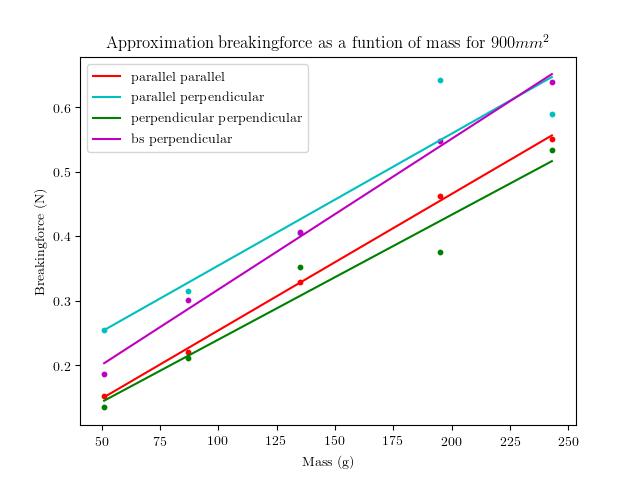 Approximation breakingforce as a funtion of mass for 900mm²
parallel parallel
parallel perpendicular
perpendicular perpendicular
bs perpendicular
0.6
0.5
0.4
0.3
0.2
Breakingforce (N)
50 75 100 125 150 175 200 225 250
Mass (g)